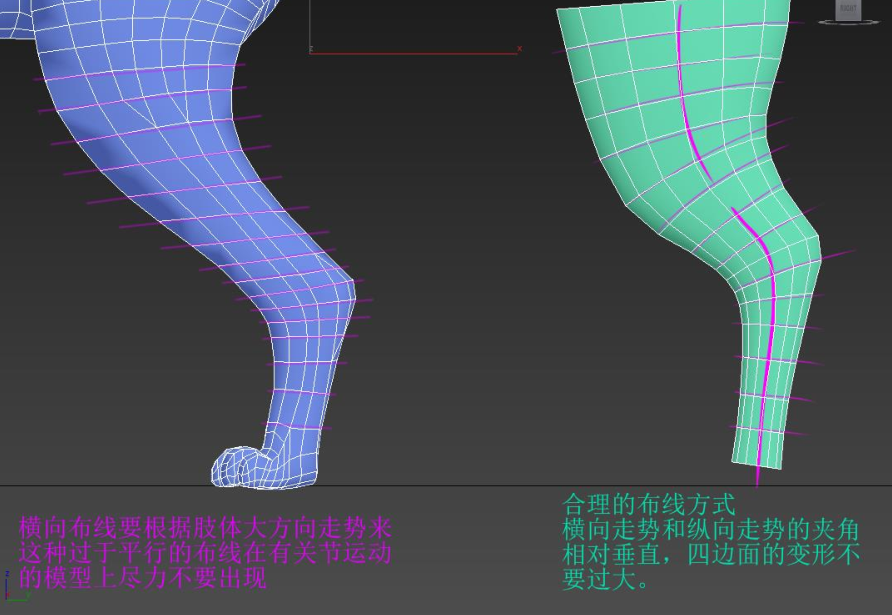 横向布线要根据肢体大方向走势来
这种过于平行的布线在有关节运动
的模型上尽力不要出现
合理的布线方式
横向走势和纵向走势的夹角
相对垂直，四边面的变形不
要过大。
z
x
z